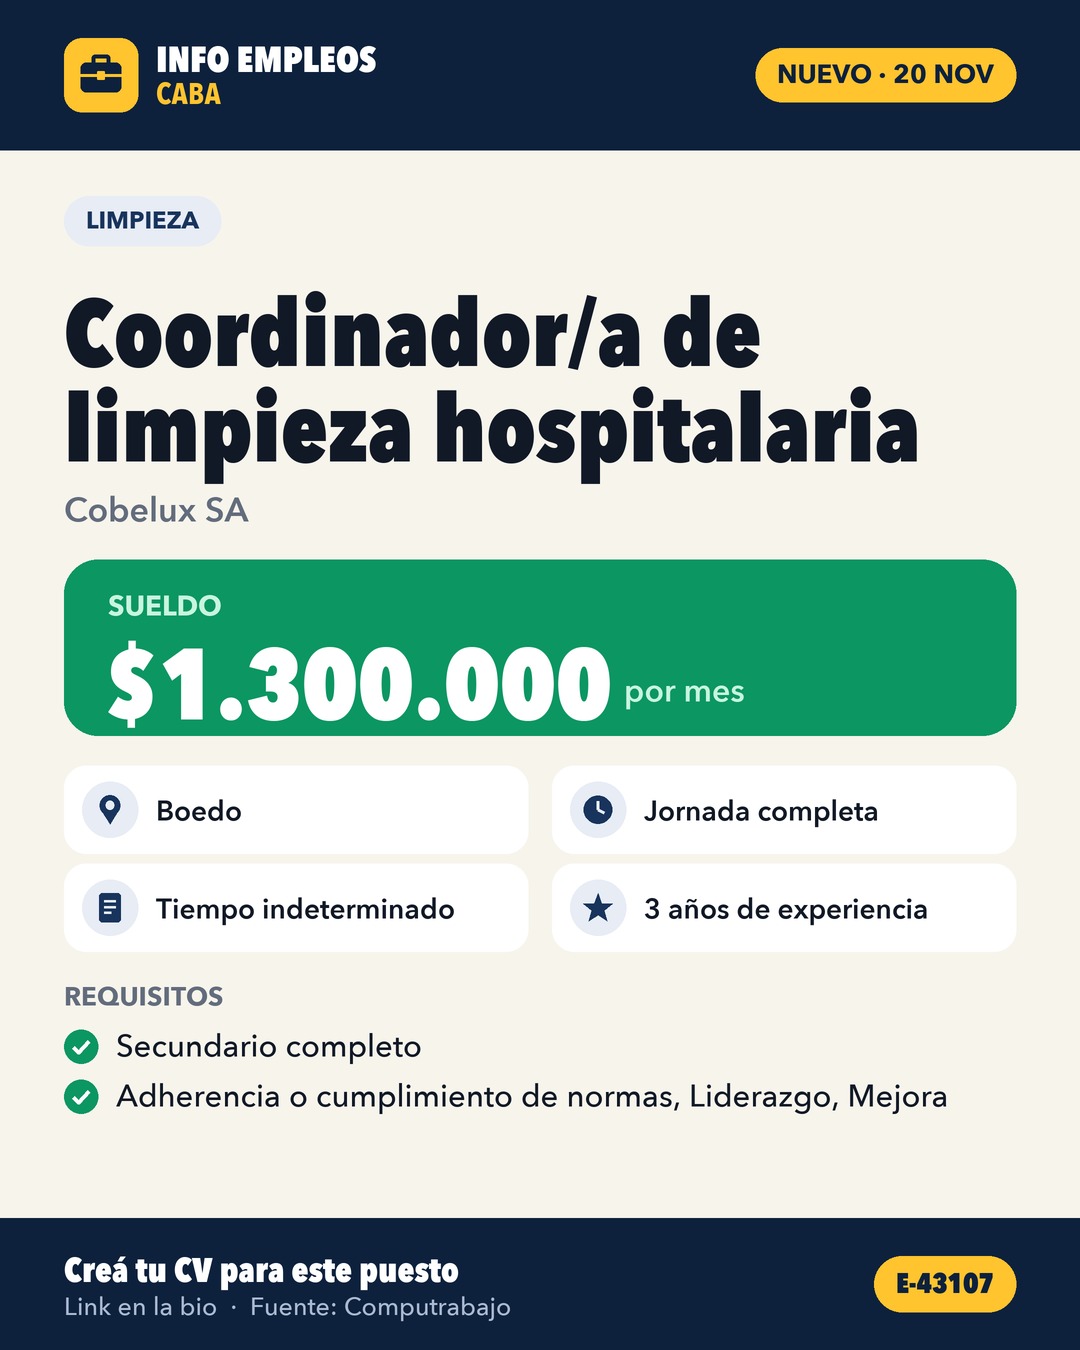 INFO EMPLEOS
CABA
NUEVO · 20 NOV
LIMPIEZA
Coordinador/a de
limpieza hospitalaria
Cobelux SA
SUELDO
$1.300.000 por mes
Boedo
Jornada completa
Tiempo indeterminado
3 años de experiencia
REQUISITOS
Secundario completo
Adherencia o cumplimiento de normas, Liderazgo, Mejora
Creá tu CV para este puesto
Link en la bio · Fuente: Computrabajo
E-43107